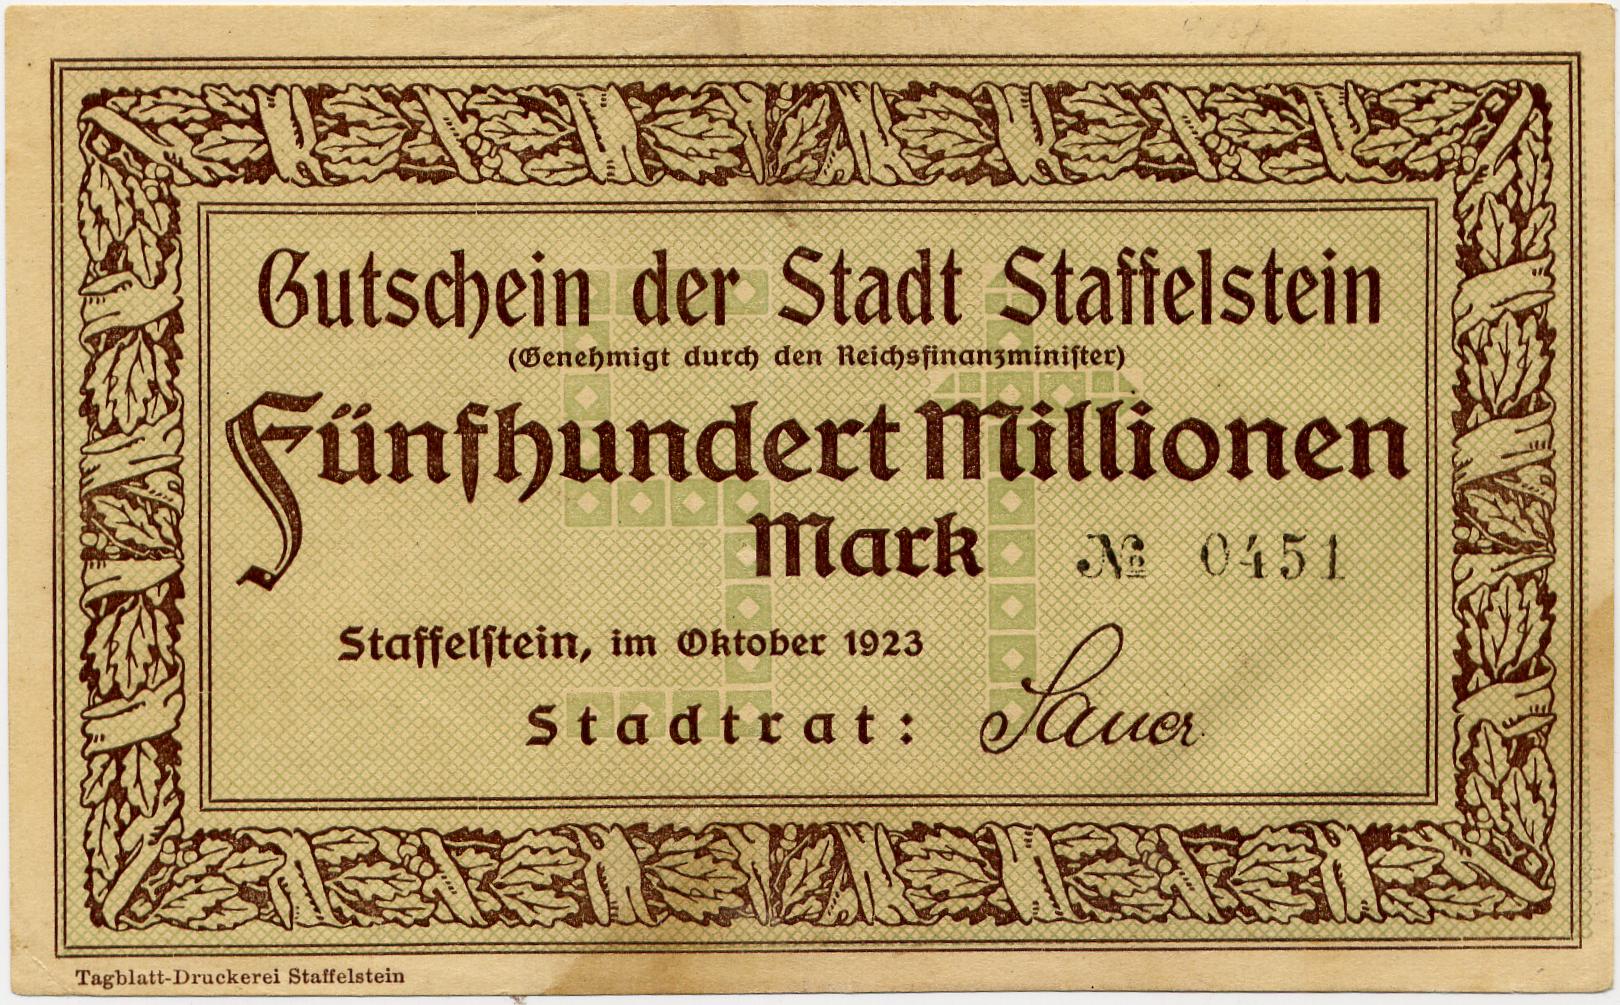 Gutschein der Stadt Staffelstein
(Genehmigt durch den Reichsfinanzminiſter)
Fünfhundert Millionen
Mark № 0451
Staffelſtein, im Oktober 1923
Stadtrat: Sauer
Tagblatt-Druckerei Staffelstein